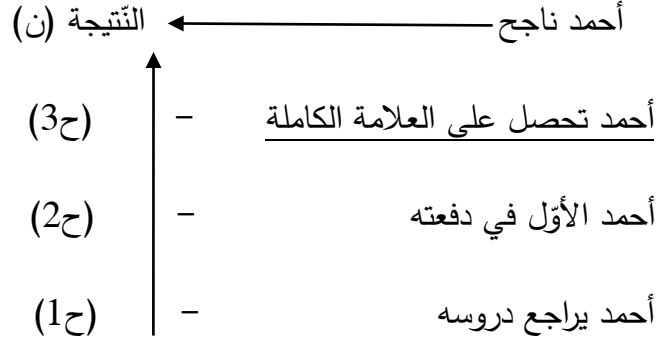 أحمد ناجح النّتيجة (ن)
أحمد تحصل على العلامة الكاملة – (ح3)
أحمد الأوّل في دفعته – (ح2)
أحمد يراجع دروسه – (ح1)